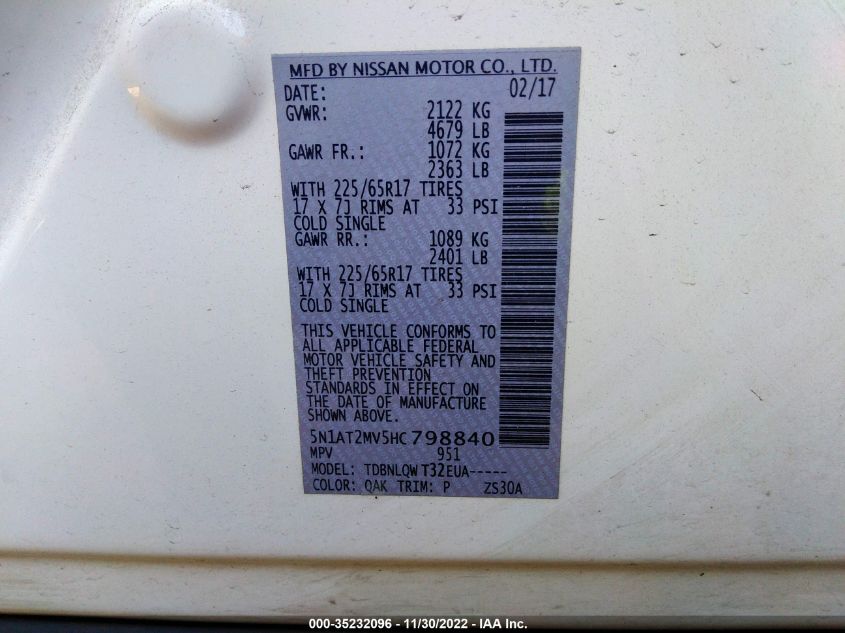 MFD BY NISSAN MOTOR CO., LTD.
DATE: 02/17
GVWR: 2122 KG
4679 LB
GAWR FR.: 1072 KG
2363 LB
WITH 225/65R17 TIRES
17 X 7J RIMS AT 33 PSI
COLD SINGLE
GAWR RR.: 1089 KG
2401 LB
WITH 225/65R17 TIRES
17 X 7J RIMS AT 33 PSI
COLD SINGLE
THIS VEHICLE CONFORMS TO
ALL APPLICABLE FEDERAL
MOTOR VEHICLE SAFETY AND
THEFT PREVENTION
STANDARDS IN EFFECT ON
THE DATE OF MANUFACTURE
SHOWN ABOVE.
5N1AT2MV5HC798840
MPV 951
MODEL: TDBNLQW T32EUA-----
COLOR: QAK TRIM: P ZS30A
000-35232096 - 11/30/2022 - IAA Inc.